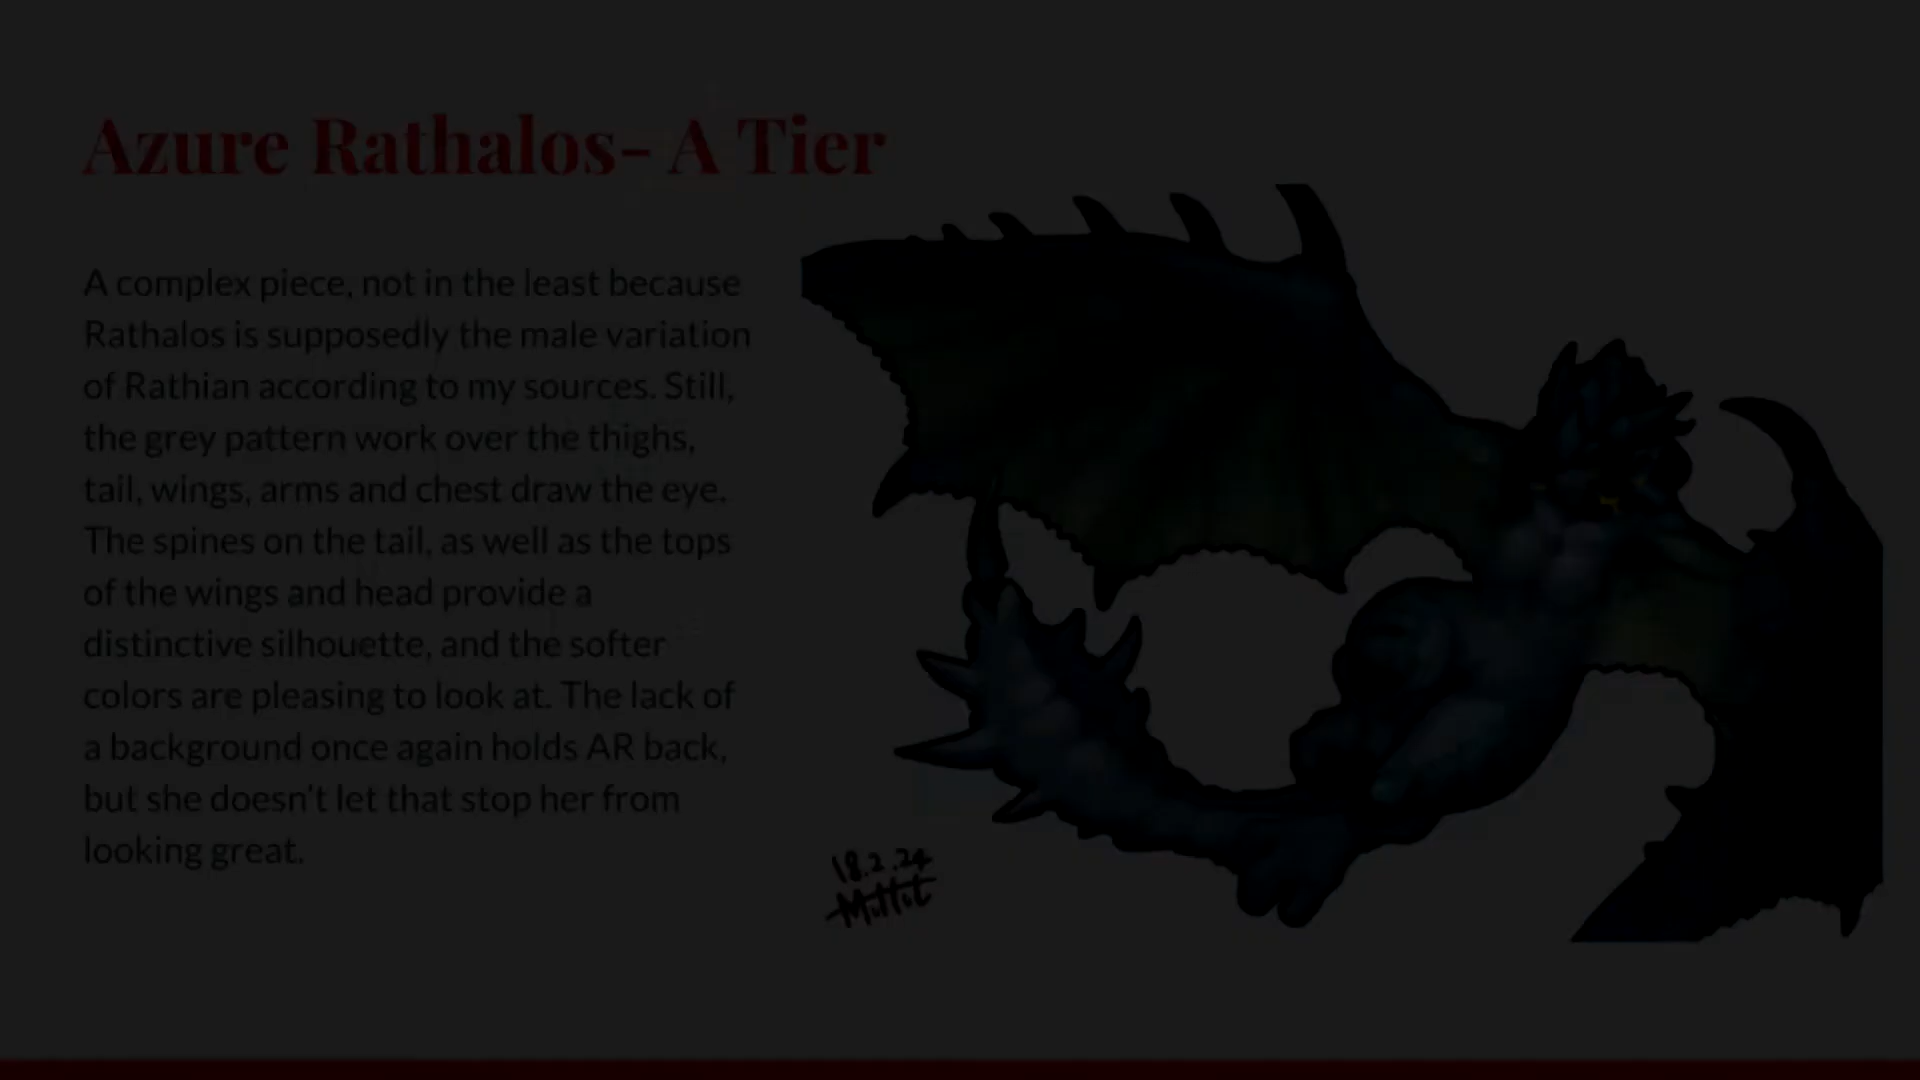 Azure Rathalos- A Tier
A complex piece, not in the least because
Rathalos is supposedly the male variation
of Rathian according to my sources. Still,
the grey pattern work over the thighs,
tail, wings, arms and chest draw the eye.
The spines on the tail, as well as the tops
of the wings and head provide a
distinctive silhouette, and the softer
colors are pleasing to look at. The lack of
a background once again holds AR back,
but she doesn't let that stop her from
looking great.
18.2.24